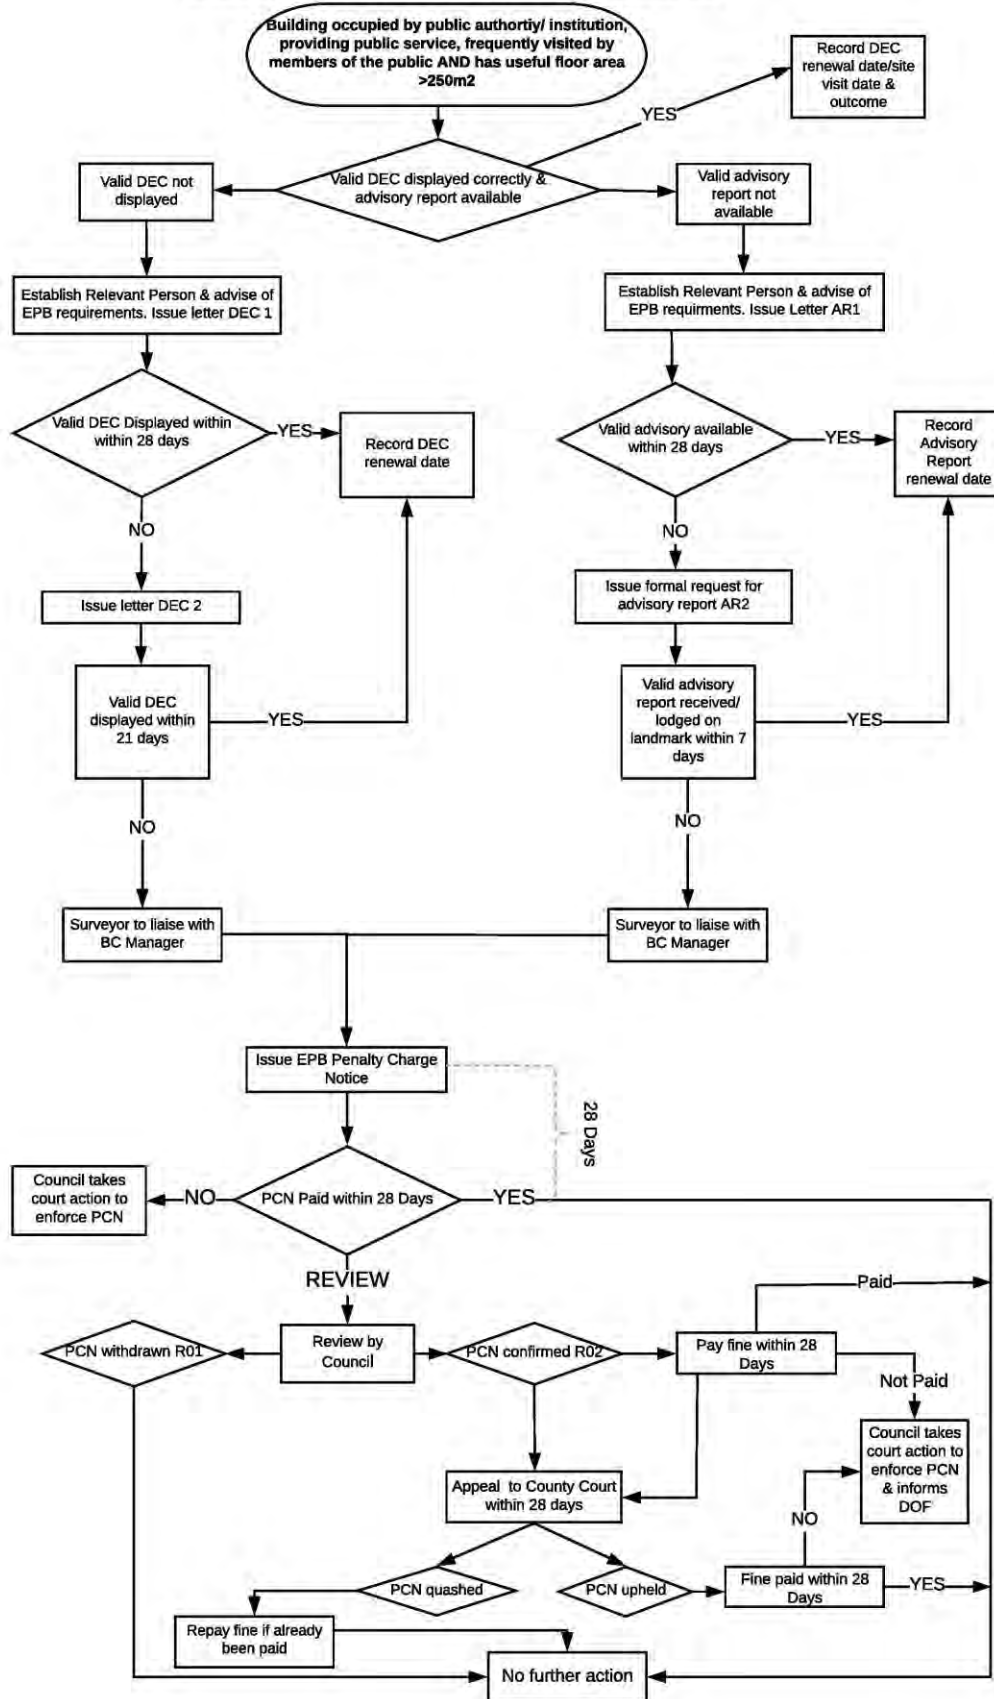 Building occupied by public authortiy/ institution,
providing public service, frequently visited by
members of the public AND has useful floor area
>250m2
Record DEC
renewal date/site
visit date &
outcome
YES
Valid DEC not
displayed
Valid DEC displayed correctly &
advisory report available
Valid advisory
report not
available
Establish Relevant Person & advise of
EPB requirements. Issue letter DEC 1
Establish Relevant Person & advise of
EPB requirments. Issue Letter AR1
Valid DEC Displayed within
within 28 days
YES
Record DEC
renewal date
Valid advisory available
within 28 days
YES
Record
Advisory
Report
renewal date
NO
NO
Issue letter DEC 2
Issue formal request for
advisory report AR2
Valid DEC
displayed within
21 days
YES
Valid advisory
report received/
lodged on
landmark within 7
days
YES
NO
NO
Surveyor to liaise with
BC Manager
Surveyor to liaise with
BC Manager
Issue EPB Penalty Charge
Notice
28 Days
Council takes
court action to
enforce PCN
NO
PCN Paid within 28 Days
YES
REVIEW
Paid
PCN withdrawn R01
Review by
Council
PCN confirmed R02
Pay fine within 28
Days
Not Paid
Council takes
court action to
enforce PCN
& informs
DOF
Appeal to County Court
within 28 days
NO
PCN quashed
PCN upheld
Fine paid within 28
Days
YES
Repay fine if already
been paid
No further action